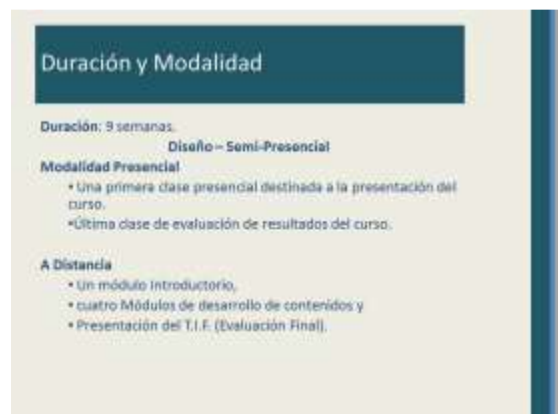 Duración y Modalidad
Duración: 9 semanas.
Diseño – Semi-Presencial
Modalidad Presencial
• Una primera clase presencial destinada a la presentación del
curso.
•Última clase de evaluación de resultados del curso.
A Distancia
• Un módulo Introductorio,
• cuatro Módulos de desarrollo de contenidos y
• Presentación del T.I.F. (Evaluación Final).